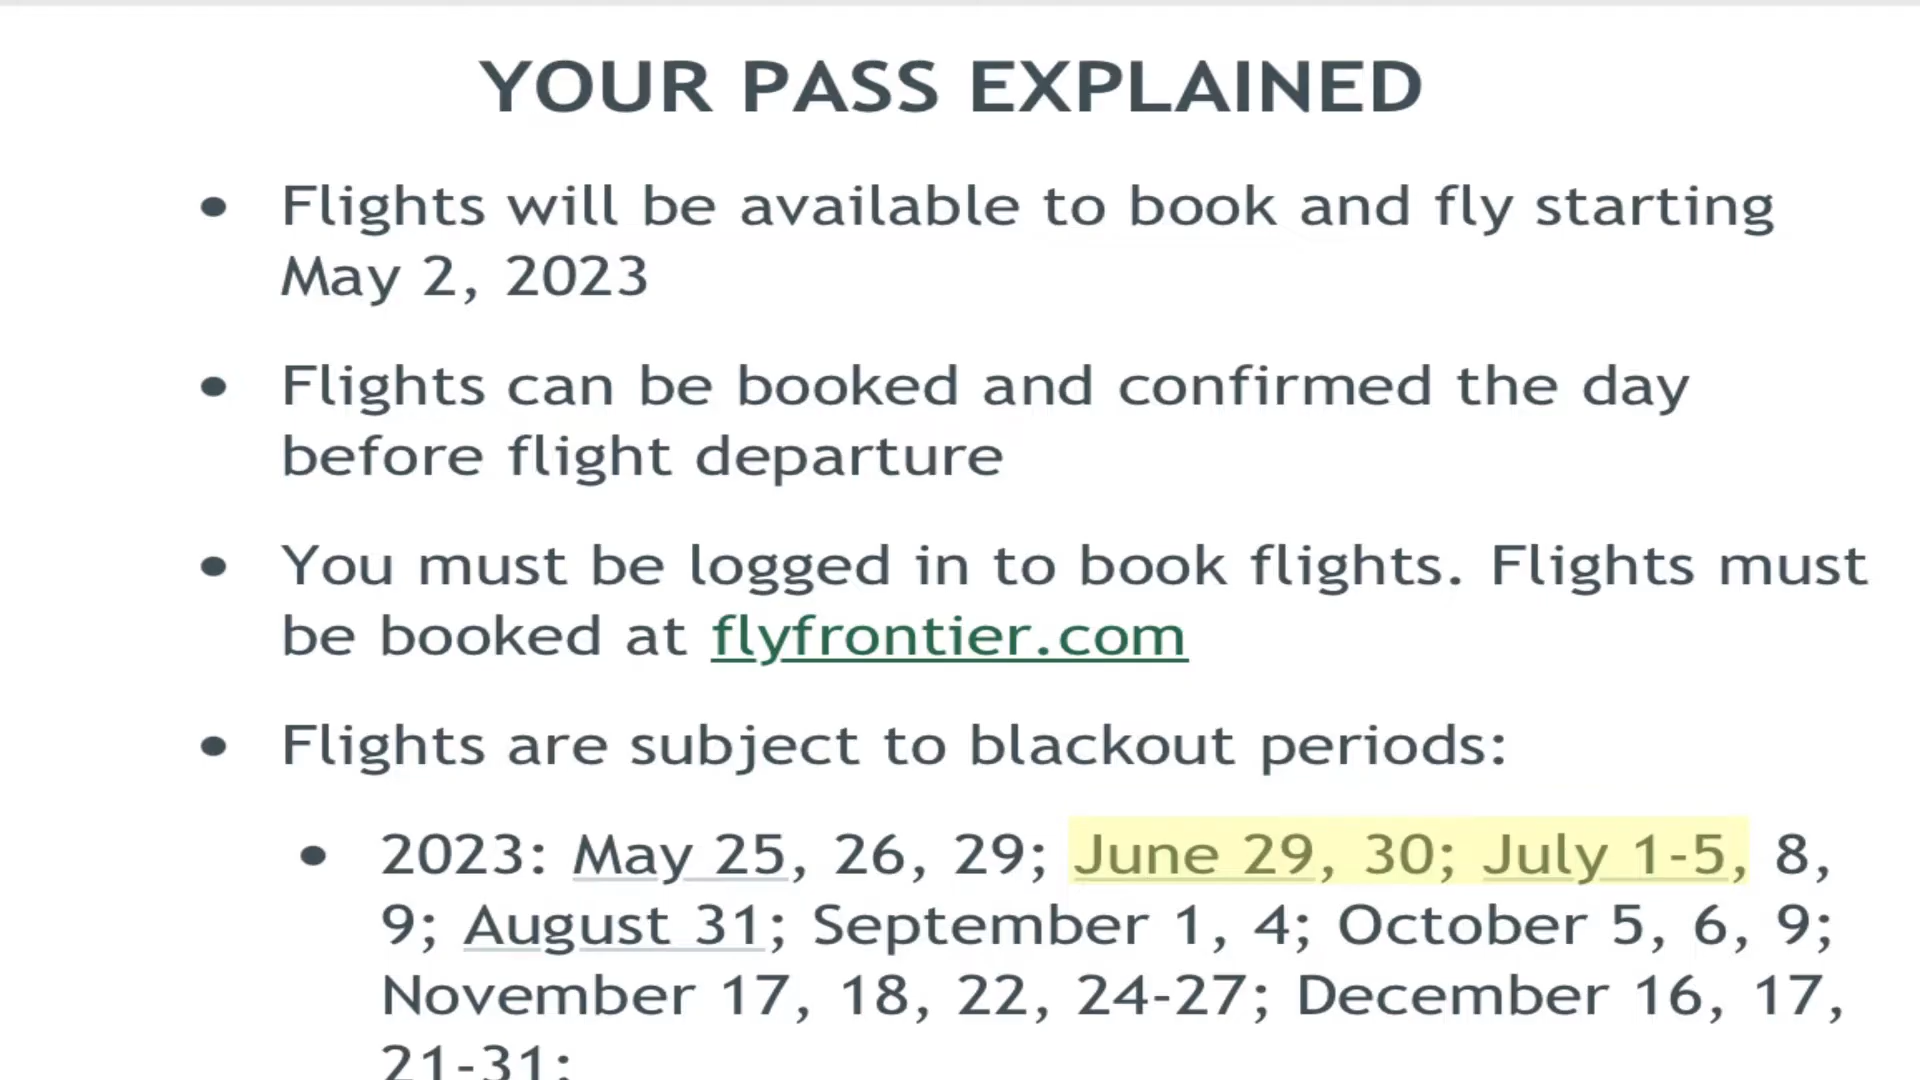 YOUR PASS EXPLAINED
• Flights will be available to book and fly starting
May 2, 2023
• Flights can be booked and confirmed the day
before flight departure
• You must be logged in to book flights. Flights must
be booked at flyfrontier.com
• Flights are subject to blackout periods:
• 2023: May 25, 26, 29; June 29, 30; July 1-5, 8,
9; August 31; September 1, 4; October 5, 6, 9;
November 17, 18, 22, 24-27; December 16, 17,
21-31;